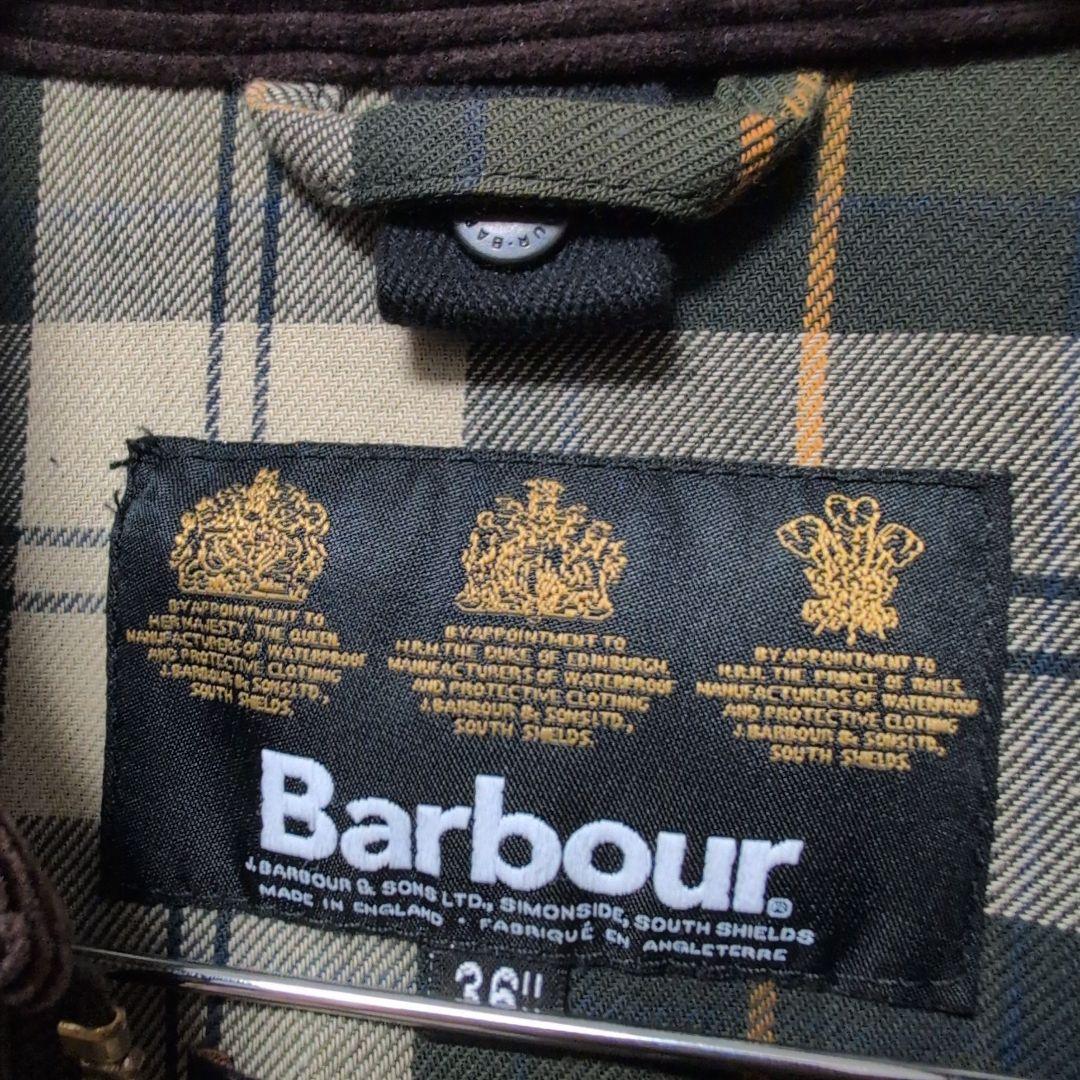 BY APPOINTMENT TO
HER MAJESTY THE QUEEN
MANUFACTURERS OF WATERPROOF
AND PROTECTIVE CLOTHING
J. BARBOUR & SONS LTD,
SOUTH SHIELDS.
BY APPOINTMENT TO
H.R.H. THE DUKE OF EDINBURGH
MANUFACTURERS OF WATERPROOF
AND PROTECTIVE CLOTHING
J. BARBOUR & SONS LTD,
SOUTH SHIELDS.
BY APPOINTMENT TO
H.R.H. THE PRINCE OF WALES
MANUFACTURERS OF WATERPROOF
AND PROTECTIVE CLOTHING
J. BARBOUR & SONS LTD,
SOUTH SHIELDS.
Barbour®
J. BARBOUR & SONS LTD., SIMONSIDE, SOUTH SHIELDS
MADE IN ENGLAND · FABRIQUÉ EN ANGLETERRE
36"